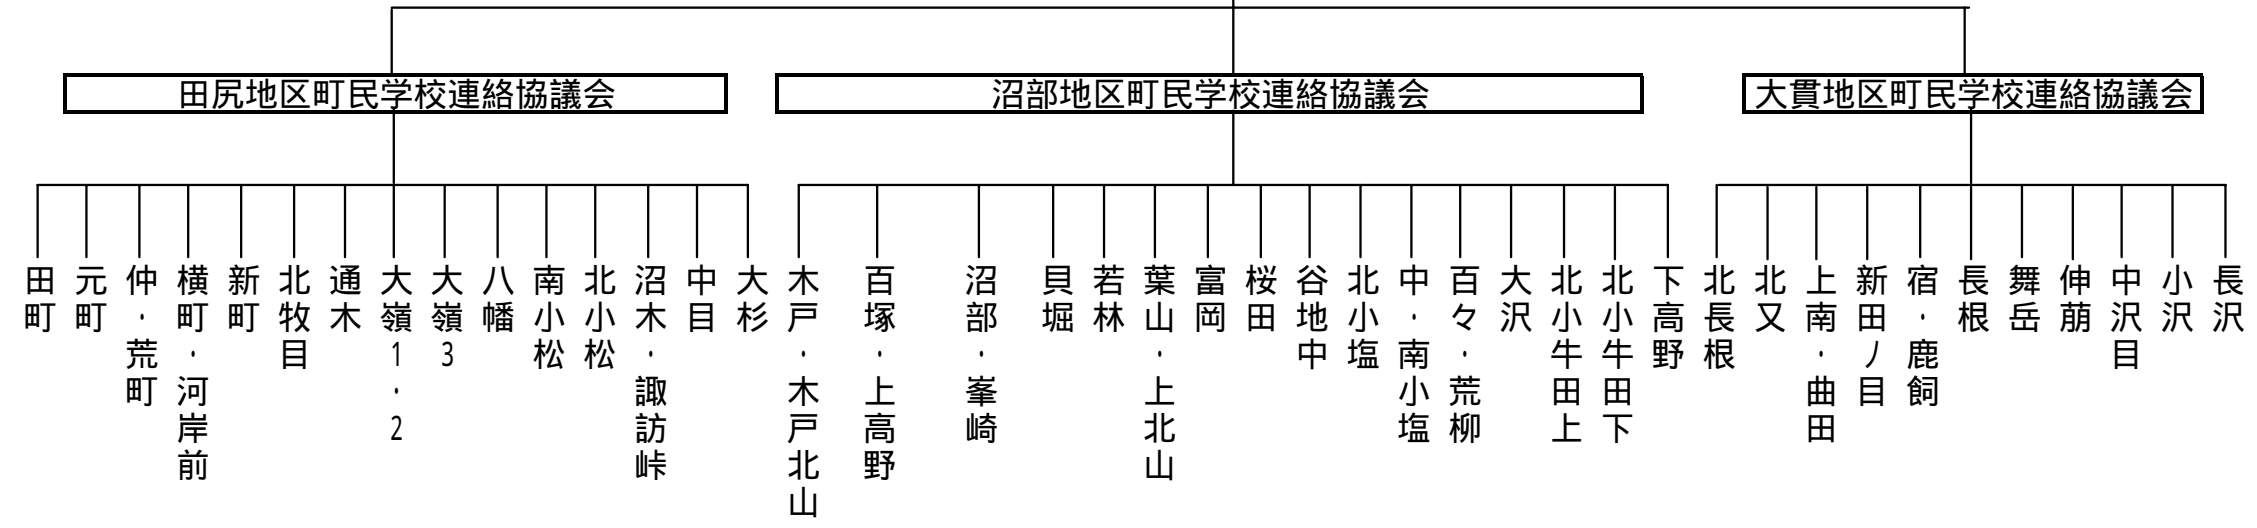 田尻地区町民学校連絡協議会
沼部地区町民学校連絡協議会
大貫地区町民学校連絡協議会
田町
元町
仲・荒町
横町・河岸前
新町
北牧目
通木
大嶺1・2
大嶺3
八幡
南小松
北小松
沼木・諏訪峠
中目
大杉
木戸・木戸北山
百塚・上高野
沼部・峯崎
貝堀
若林
葉山・上北山
富岡
桜田
谷地中
北小塩
中・南小塩
百々・荒柳
大沢
北小牛田上
北小牛田下
下高野
北長根
北又
上南・曲田
新田ノ目
宿・鹿飼
長根
舞岳
伸萠
中沢目
小沢
長沢